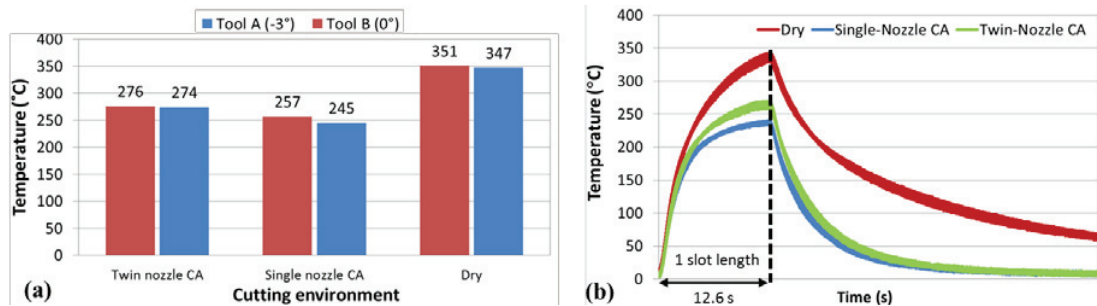 Tool A (-3°) Tool B (0°)
400
350
300
250
200
150
100
50
0
Temperature (°C)
276 274
257 245
351 347
Twin nozzle CA Single nozzle CA Dry
(a) Cutting environment
400
350
300
250
200
150
100
50
0
Temperature (°C)
Dry Single-Nozzle CA Twin-Nozzle CA
1 slot length
12.6 s
(b) Time (s)